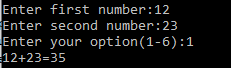 Enter first number:12
Enter second number:23
Enter your option(1-6):1
12+23=35